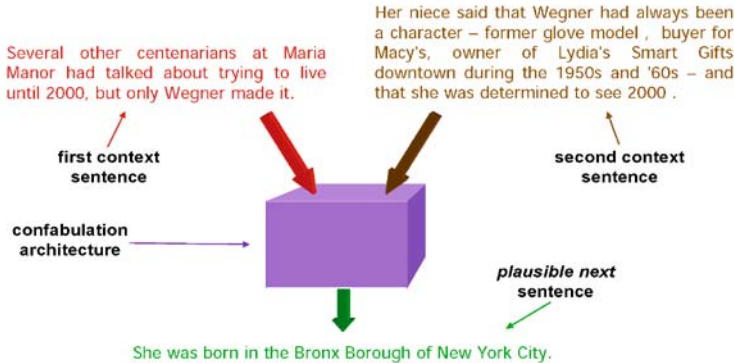 Several other centenarians at Maria
Manor had talked about trying to live
until 2000, but only Wegner made it.
Her niece said that Wegner had always been
a character – former glove model , buyer for
Macy's, owner of Lydia's Smart Gifts
downtown during the 1950s and '60s – and
that she was determined to see 2000 .
first context
sentence
second context
sentence
confabulation
architecture
plausible next
sentence
She was born in the Bronx Borough of New York City.